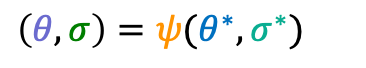 (θ, σ) = ψ(θ*, σ*)